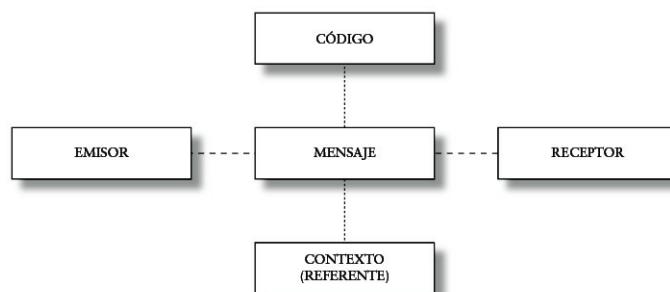 CÓDIGO
EMISOR
MENSAJE
RECEPTOR
CONTEXTO
(REFERENTE)